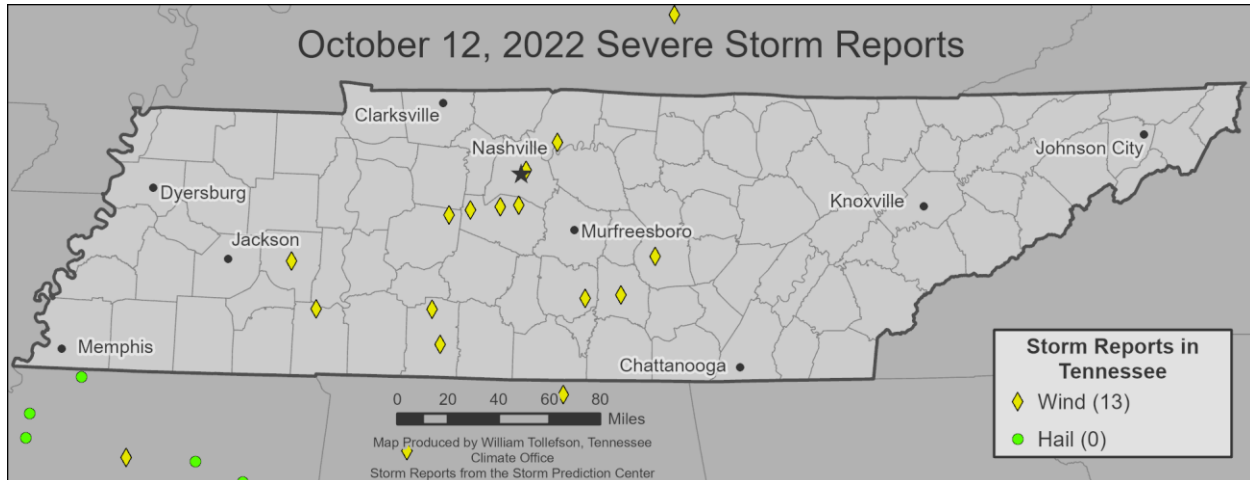 October 12, 2022 Severe Storm Reports
Clarksville
Nashville
Johnson City
Dyersburg
Knoxville
Jackson
Murfreesboro
Memphis
Chattanooga
Storm Reports in
Tennessee
Wind (13)
Hail (0)
0 20 40 60 80
Miles
Map Produced by William Tollefson, Tennessee
Climate Office
Storm Reports from the Storm Prediction Center